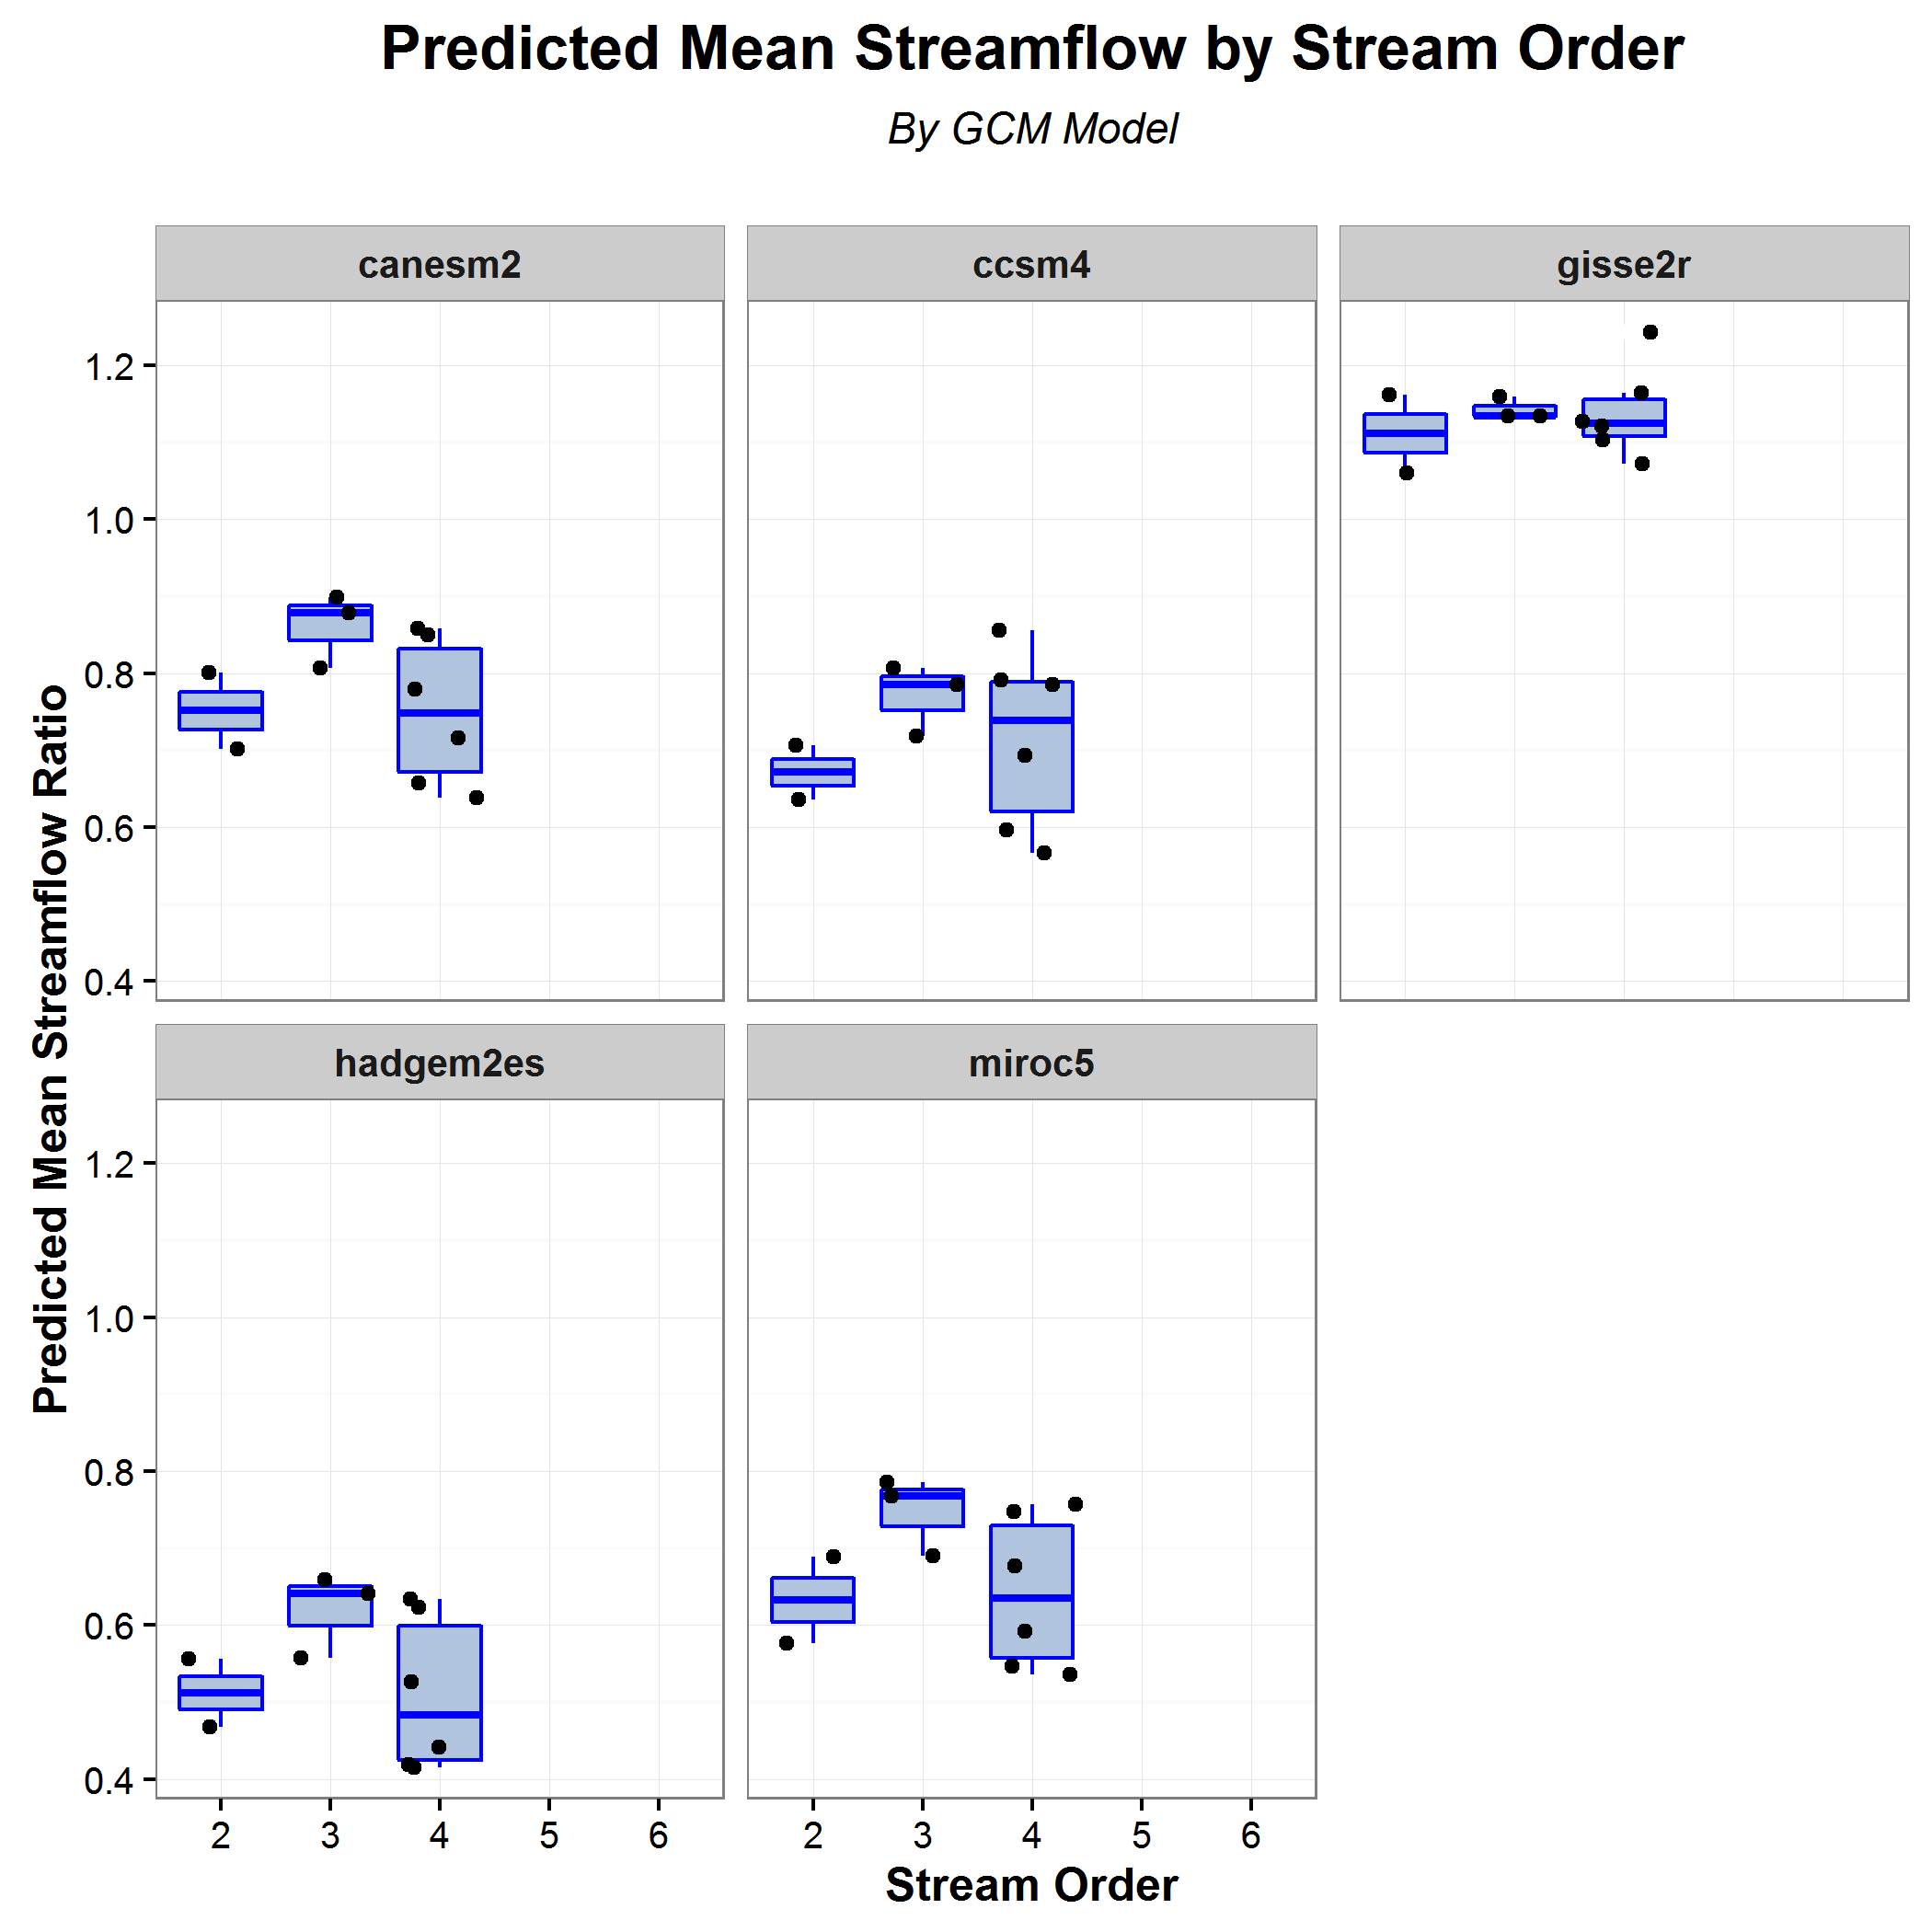 Predicted Mean Streamflow by Stream Order
By GCM Model
canesm2
ccsm4
gisse2r
1.2
1.0
0.8
0.6
0.4
Predicted Mean Streamflow Ratio
hadgem2es
miroc5
1.2
1.0
0.8
0.6
0.4
2 3 4 5 6
2 3 4 5 6
Stream Order